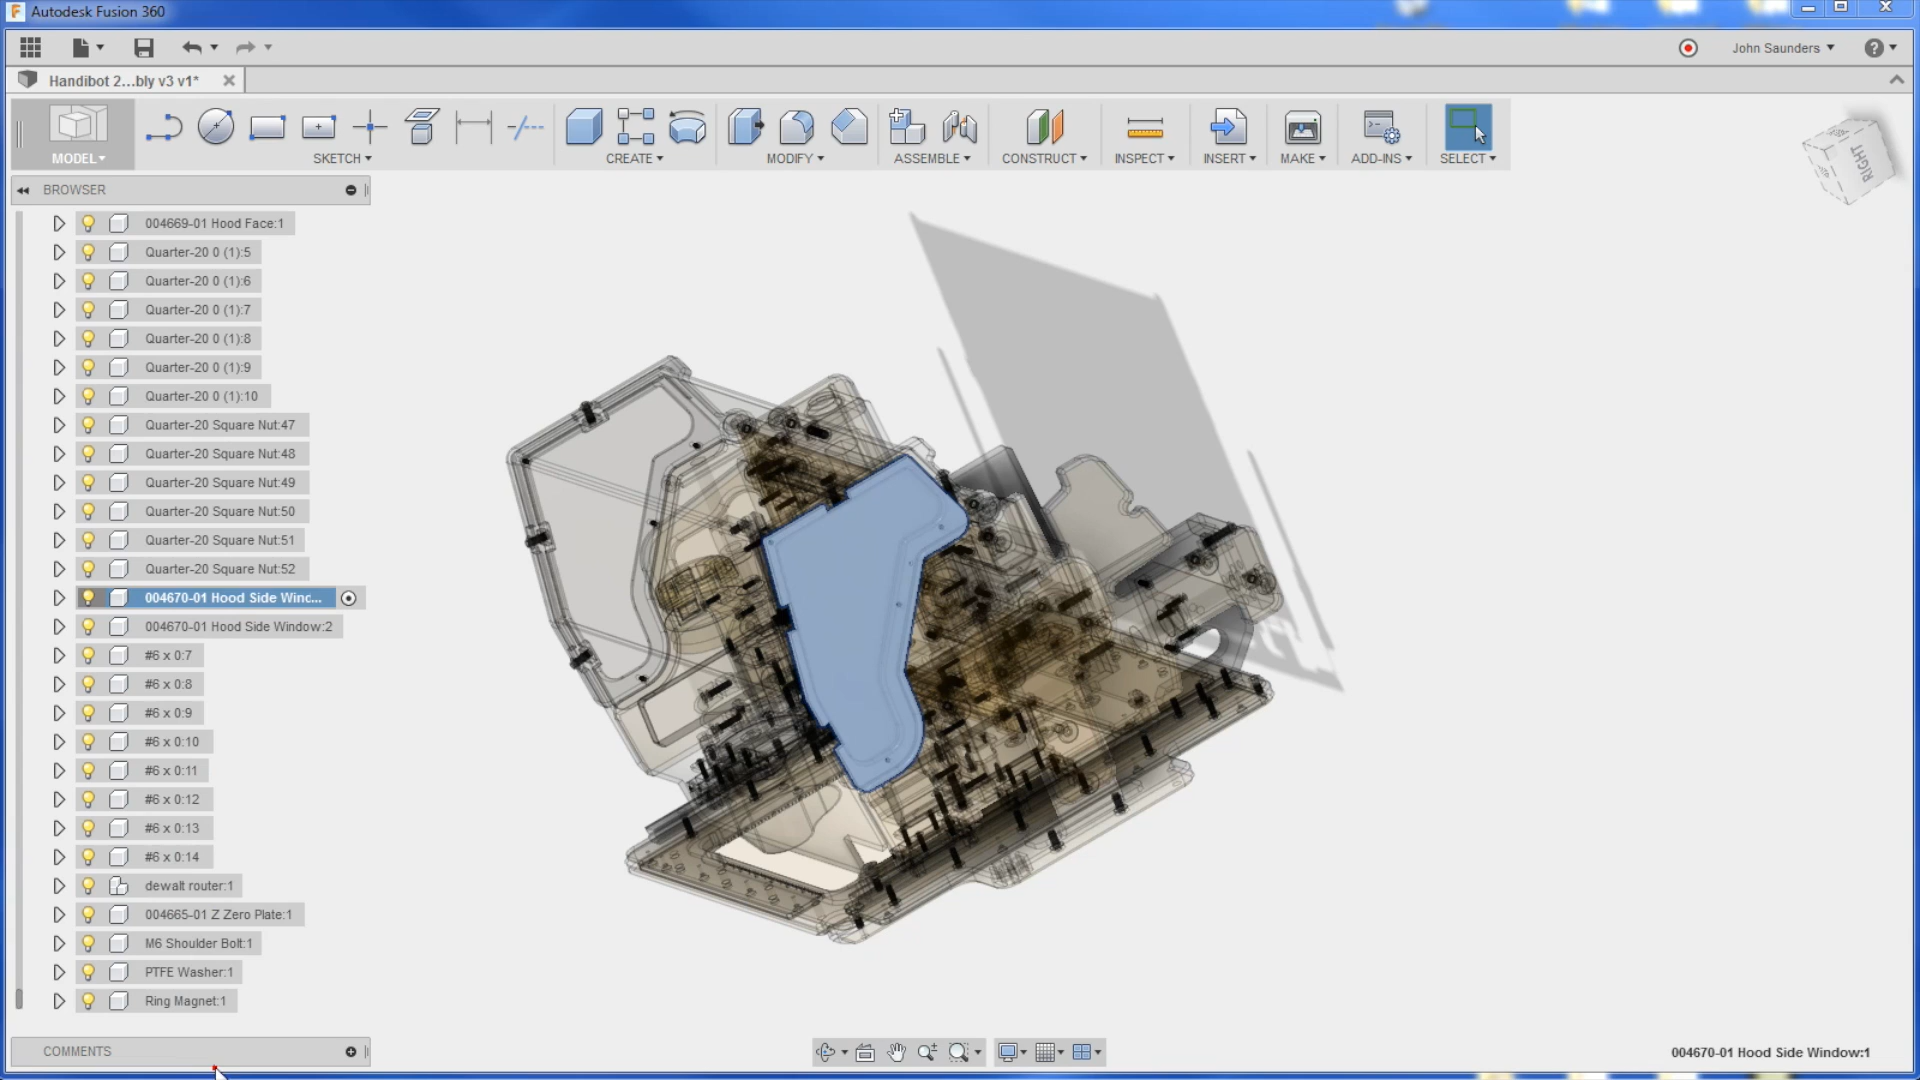 Autodesk Fusion 360
John Saunders
Handibot 2...bly v3 v1*
MODEL
SKETCH
CREATE
MODIFY
ASSEMBLE
CONSTRUCT
INSPECT
INSERT
MAKE
ADD-INS
SELECT
RIGHT
BROWSER
004669-01 Hood Face:1
Quarter-20 0 (1):5
Quarter-20 0 (1):6
Quarter-20 0 (1):7
Quarter-20 0 (1):8
Quarter-20 0 (1):9
Quarter-20 0 (1):10
Quarter-20 Square Nut:47
Quarter-20 Square Nut:48
Quarter-20 Square Nut:49
Quarter-20 Square Nut:50
Quarter-20 Square Nut:51
Quarter-20 Square Nut:52
004670-01 Hood Side Winc...
004670-01 Hood Side Window:2
#6 x 0:7
#6 x 0:8
#6 x 0:9
#6 x 0:10
#6 x 0:11
#6 x 0:12
#6 x 0:13
#6 x 0:14
dewalt router:1
004665-01 Z Zero Plate:1
M6 Shoulder Bolt:1
PTFE Washer:1
Ring Magnet:1
COMMENTS
004670-01 Hood Side Window:1